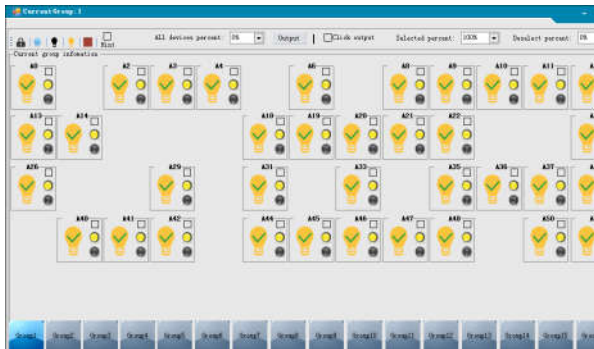 CurrentGroup:1
Hint All devices percent: 0% Output Click output Selected percent: 100% Deselect percent: 0%
Current group infomation
A0 A2 A3 A4 A6 A8 A9 A10 A11
A13 A14 A18 A19 A20 A21 A22
A26 A29 A31 A33 A35 A36 A37
A40 A41 A42 A44 A45 A46 A47 A48 A50
Group1 Group2 Group3 Group4 Group5 Group6 Group7 Group8 Group9 Group10 Group11 Group12 Group13 Group14 Group15